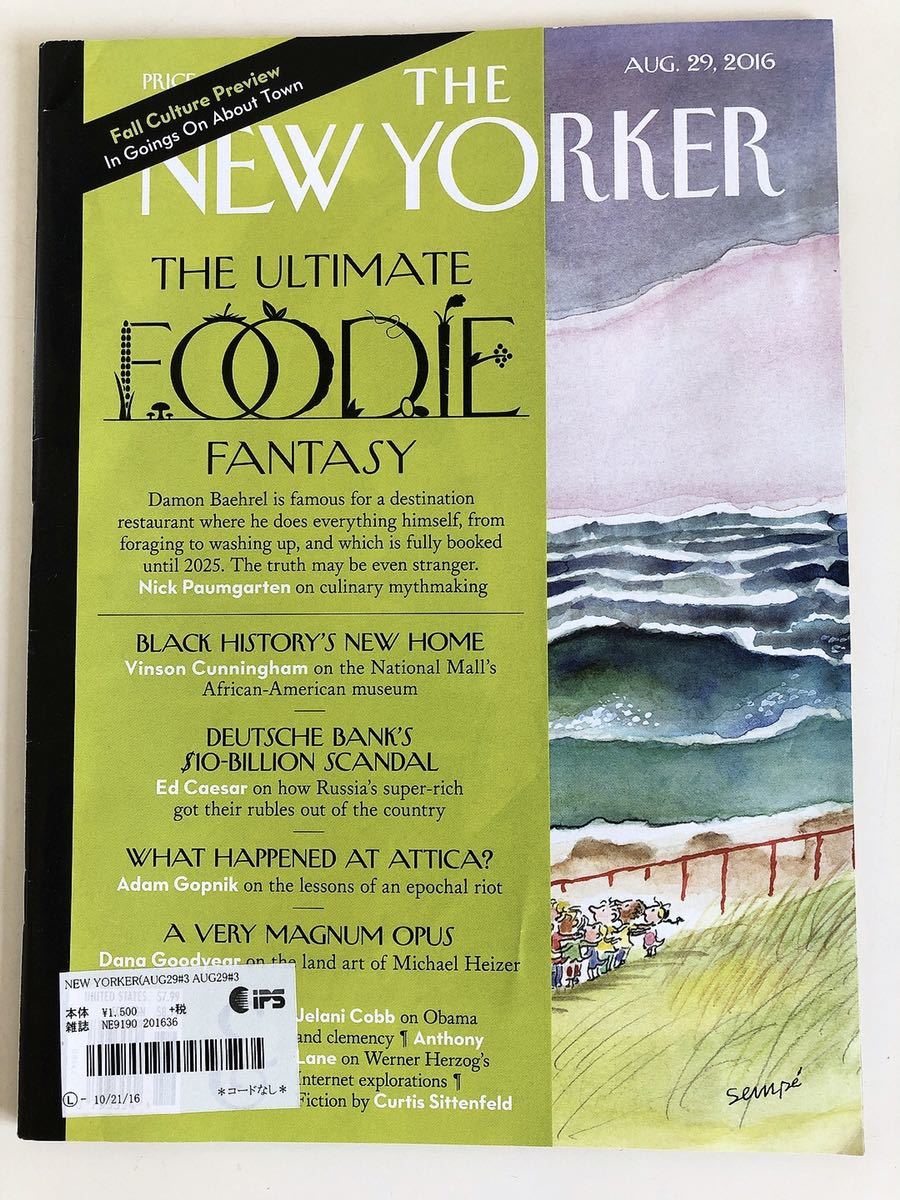 PRICE
THE
AUG. 29, 2016
Fall Culture Preview
In Goings On About Town
NEW YORKER
THE ULTIMATE
FOODIE
FANTASY
Damon Baehrel is famous for a destination
restaurant where he does everything himself, from
foraging to washing up, and which is fully booked
until 2025. The truth may be even stranger.
Nick Paumgarten on culinary mythmaking
BLACK HISTORY'S NEW HOME
Vinson Cunningham on the National Mall's
African-American museum
DEUTSCHE BANK'S
$10-BILLION SCANDAL
Ed Caesar on how Russia's super-rich
got their rubles out of the country
WHAT HAPPENED AT ATTICA?
Adam Gopnik on the lessons of an epochal riot
A VERY MAGNUM OPUS
Dana Goodyear on the land art of Michael Heizer
Jelani Cobb on Obama
and clemency ¶ Anthony
Lane on Werner Herzog's
Internet explorations ¶
Fiction by Curtis Sittenfeld
NEW YORKER(AUG29#3 AUG29#3
UNITED STATES $7.99
本体 ¥1,500 +税
雑誌 NE9190 201636
iPS
Ⓛ- 10/21/16 *コードなし*
sempé